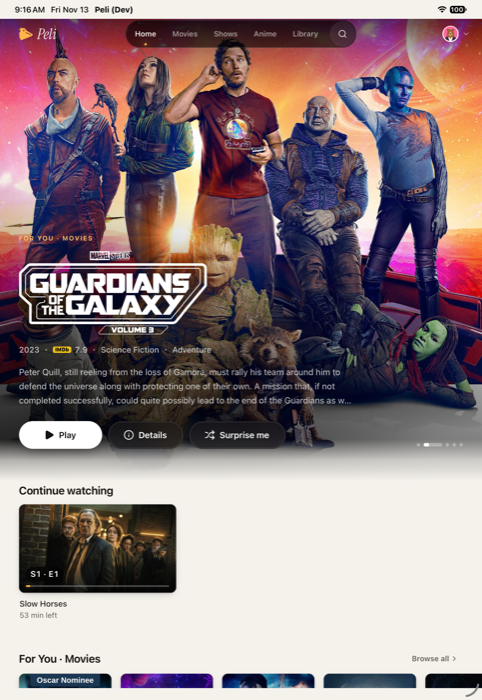 9:16 AM Fri Nov 13 Peli (Dev)
100
Peli
Home Movies Shows Anime Library
FOR YOU · MOVIES
MARVEL STUDIOS
GUARDIANS
OF THE
GALAXY
VOLUME 3
2023 · IMDb 7.9 · Science Fiction · Adventure
Peter Quill, still reeling from the loss of Gamora, must rally his team around him to
defend the universe along with protecting one of their own. A mission that, if not
completed successfully, could quite possibly lead to the end of the Guardians as w...
Play Details Surprise me
Continue watching
S1 · E1
Slow Horses
53 min left
For You · Movies Browse all
Oscar Nominee